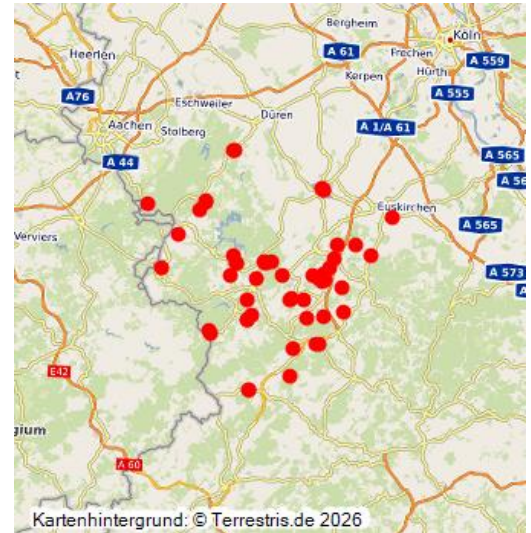 Bergheim
Heerlen
A 61
Köln
Frechen
A 559
Hürth
Kerpen
A76
Eschweiler
A 555
Düren
Aachen
Stolberg
A 1/A 61
A 44
A 565
Euskirchen
A 565
Verviers
A 573
E42
gium
A 60
Kartenhintergrund: © Terrestris.de 2026